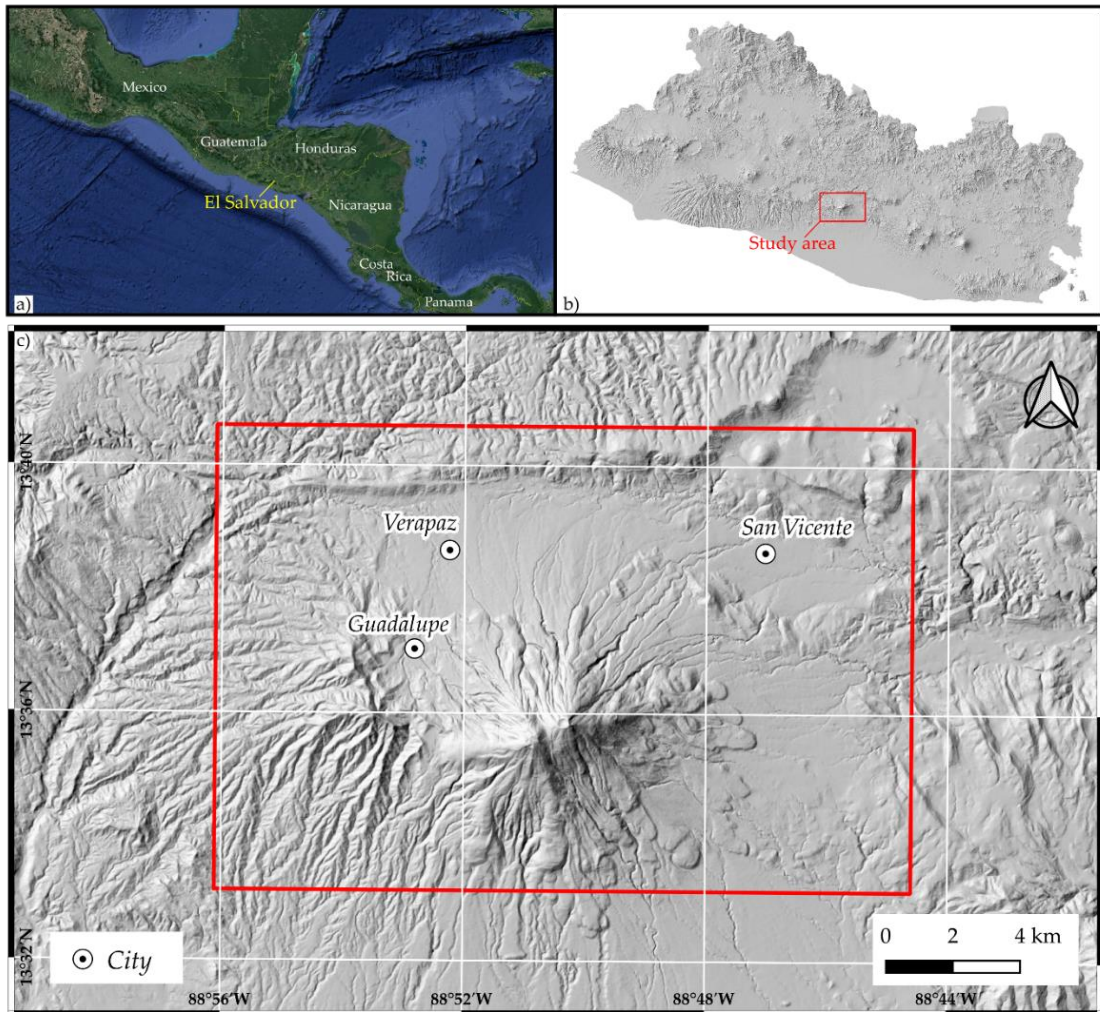 Mexico
Guatemala
Honduras
El Salvador
Nicaragua
Costa
Rica
Panama
a)
Study area
b)
c)
13°40'N
Verapaz
San Vicente
Guadalupe
13°36'N
13°32'N
City
0 2 4 km
88°56'W 88°52'W 88°48'W 88°44'W